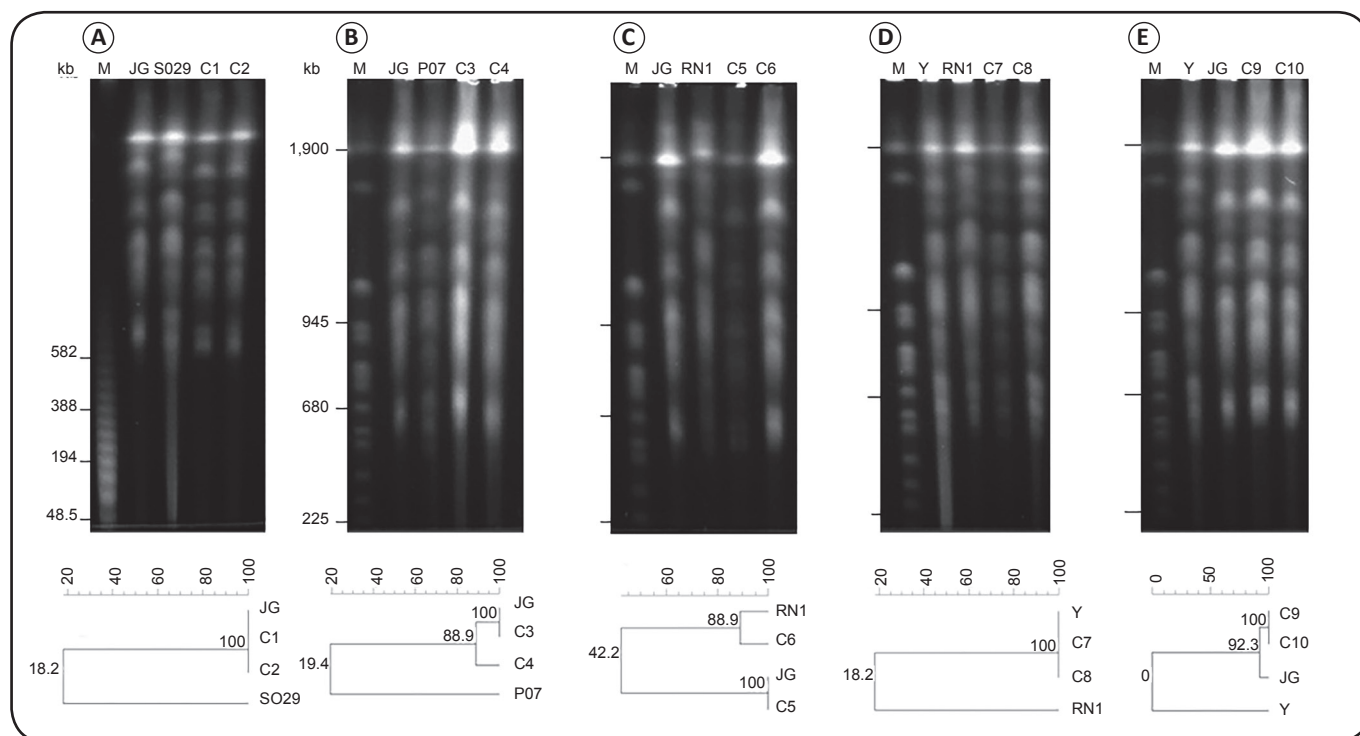 A
kb M JG S029 C1 C2
582
388
194
48.5
20 40 60 80 100
JG
100
C1
C2
18.2
SO29
B
kb M JG P07 C3 C4
1,900
945
680
225
20 40 60 80 100
JG
100
C3
88.9
C4
19.4
P07
C
M JG RN1 C5 C6
60 80 100
RN1
88.9
C6
42.2
JG
100
C5
D
M Y RN1 C7 C8
20 40 60 80 100
Y
100
C7
C8
18.2
RN1
E
M Y JG C9 C10
0 50 100
C9
100
C10
92.3
JG
0
Y